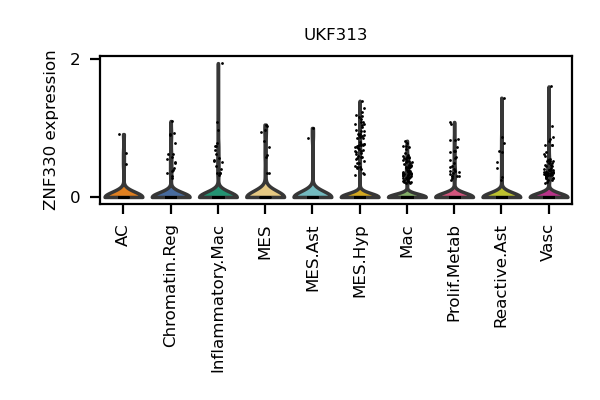 UKF313
ZNF330 expression
2
0
AC
Chromatin.Reg
Inflammatory.Mac
MES
MES.Ast
MES.Hyp
Mac
Prolif.Metab
Reactive.Ast
Vasc